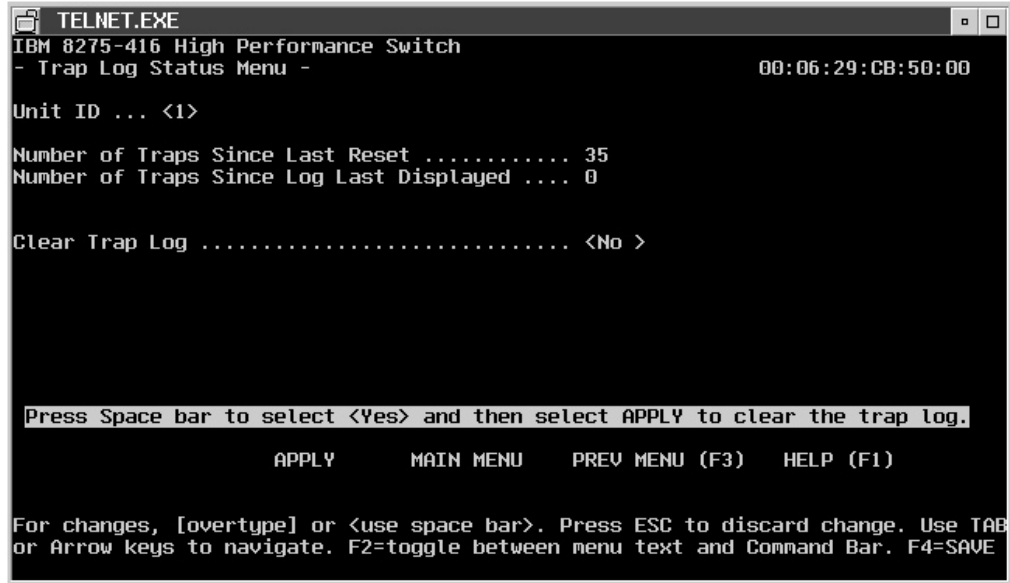 TELNET.EXE
IBM 8275-416 High Performance Switch
- Trap Log Status Menu - 00:06:29:CB:50:00
Unit ID ... <1>
Number of Traps Since Last Reset ............ 35
Number of Traps Since Log Last Displayed .... 0
Clear Trap Log .............................. <No >
Press Space bar to select <Yes> and then select APPLY to clear the trap log.
APPLY MAIN MENU PREV MENU (F3) HELP (F1)
For changes, [overtype] or <use space bar>. Press ESC to discard change. Use TAB
or Arrow keys to navigate. F2=toggle between menu text and Command Bar. F4=SAVE